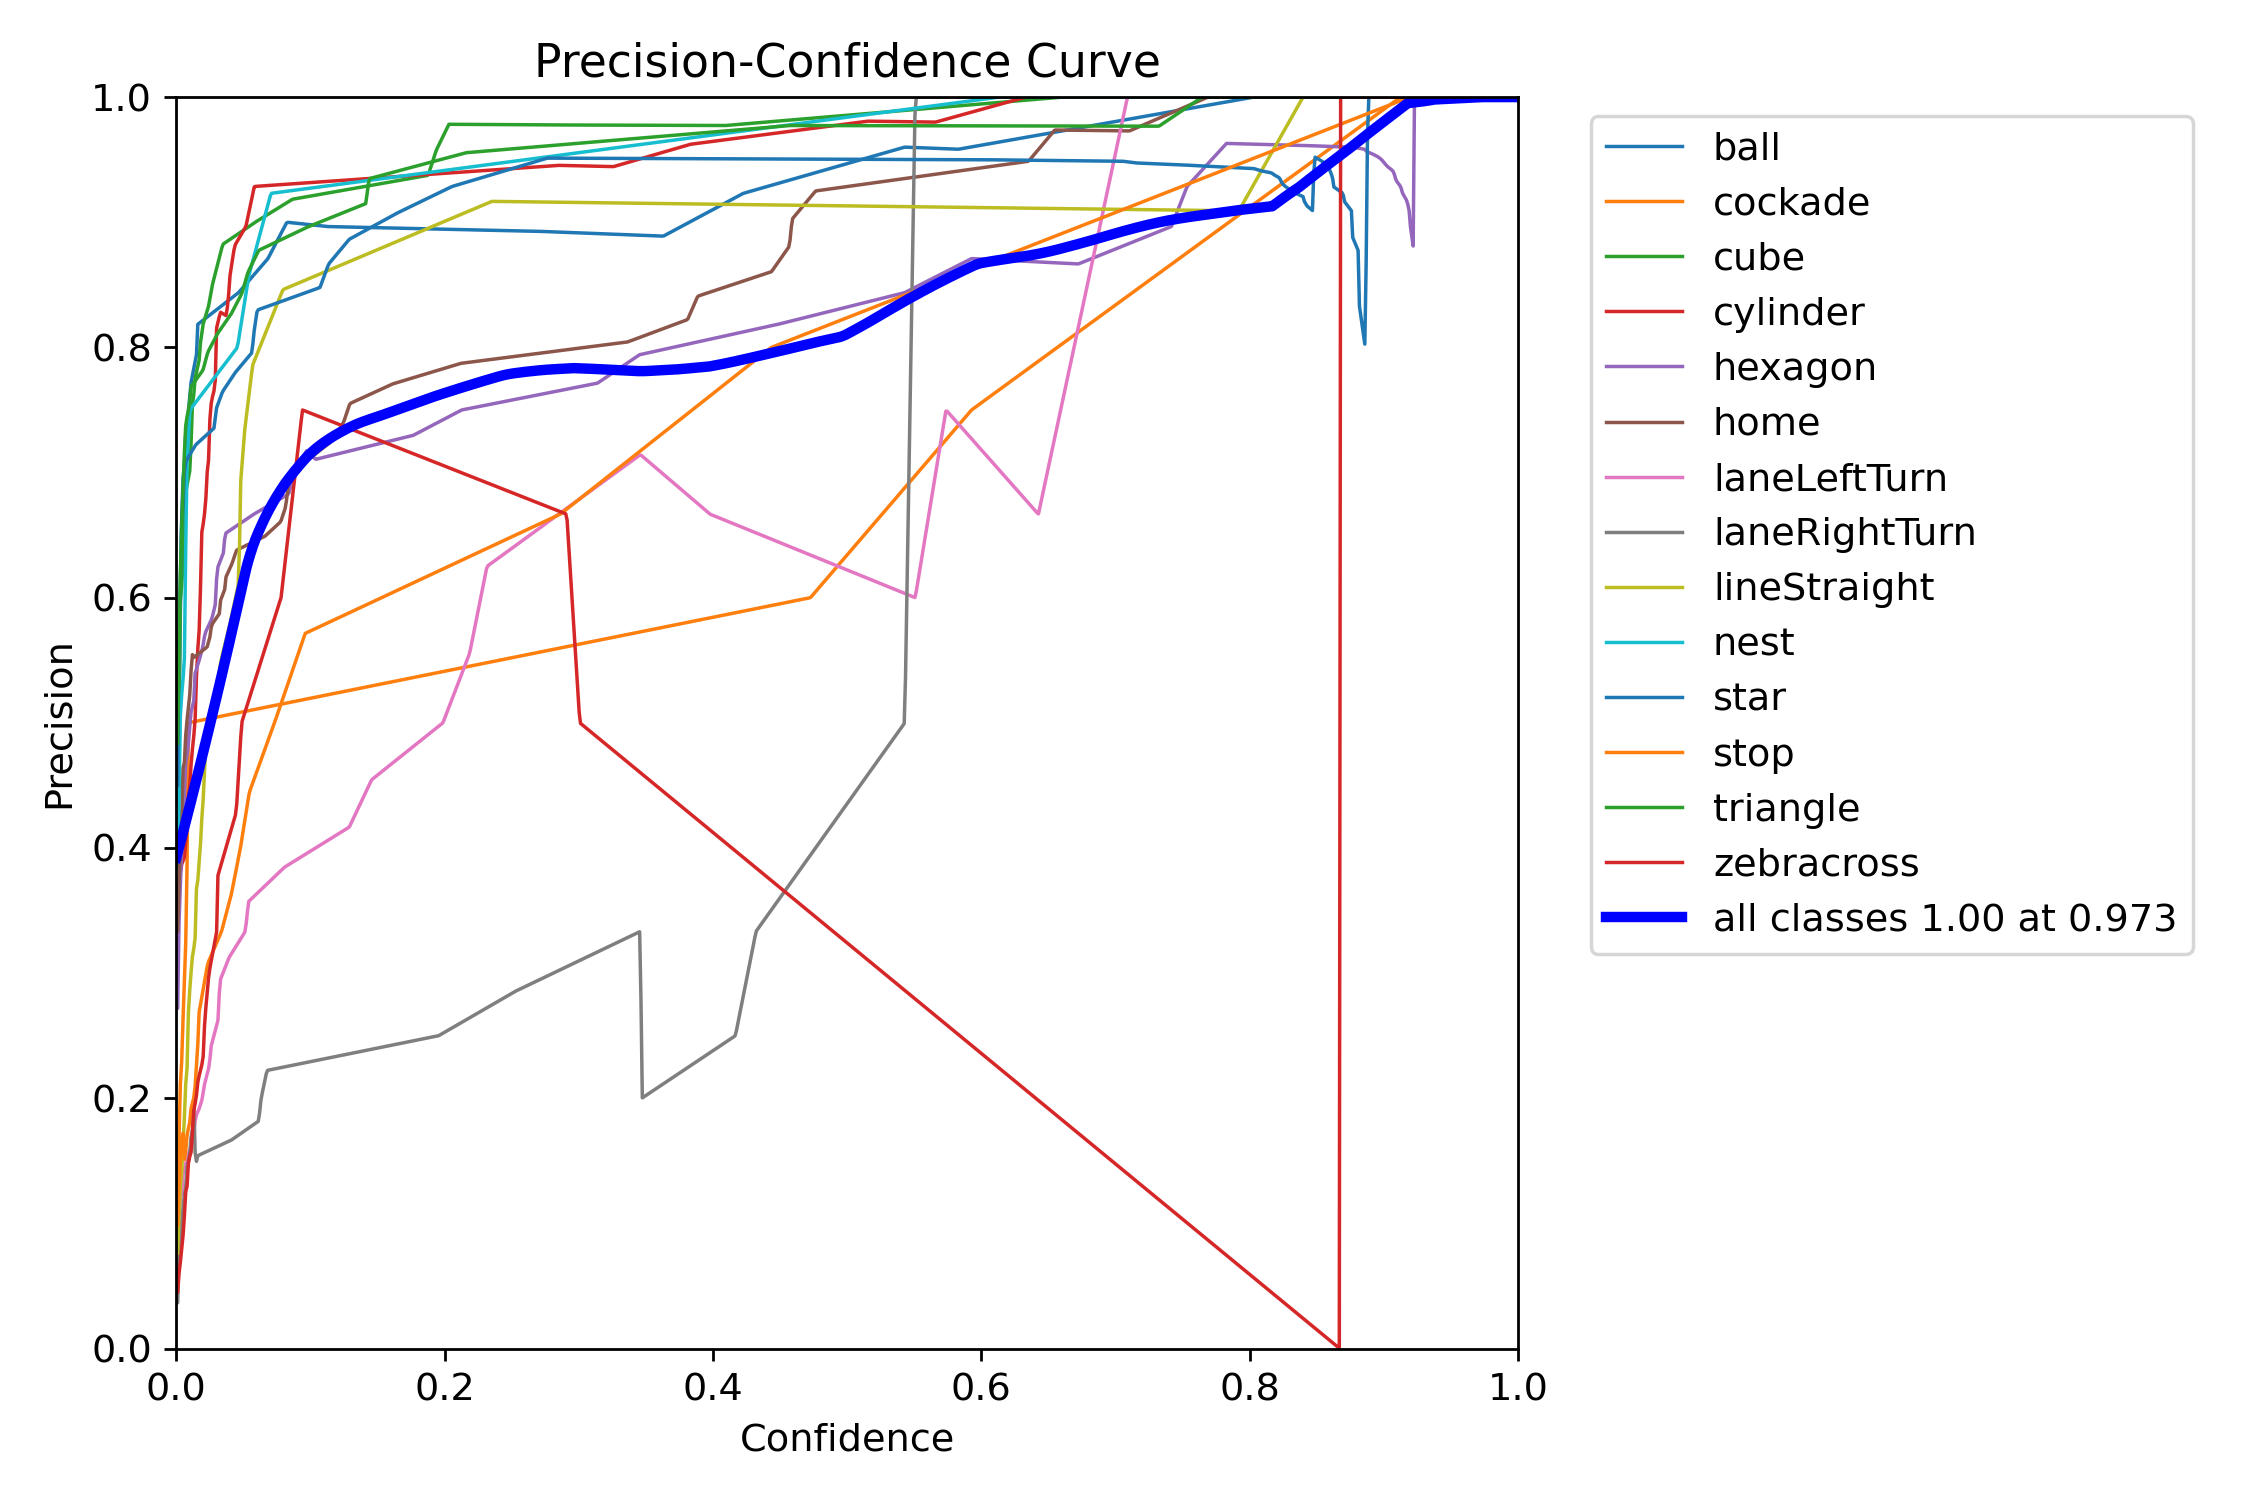 Precision-Confidence Curve
1.0
0.8
0.6
0.4
0.2
0.0
Precision
0.0 0.2 0.4 0.6 0.8 1.0
Confidence
ball
cockade
cube
cylinder
hexagon
home
laneLeftTurn
laneRightTurn
lineStraight
nest
star
stop
triangle
zebracross
all classes 1.00 at 0.973